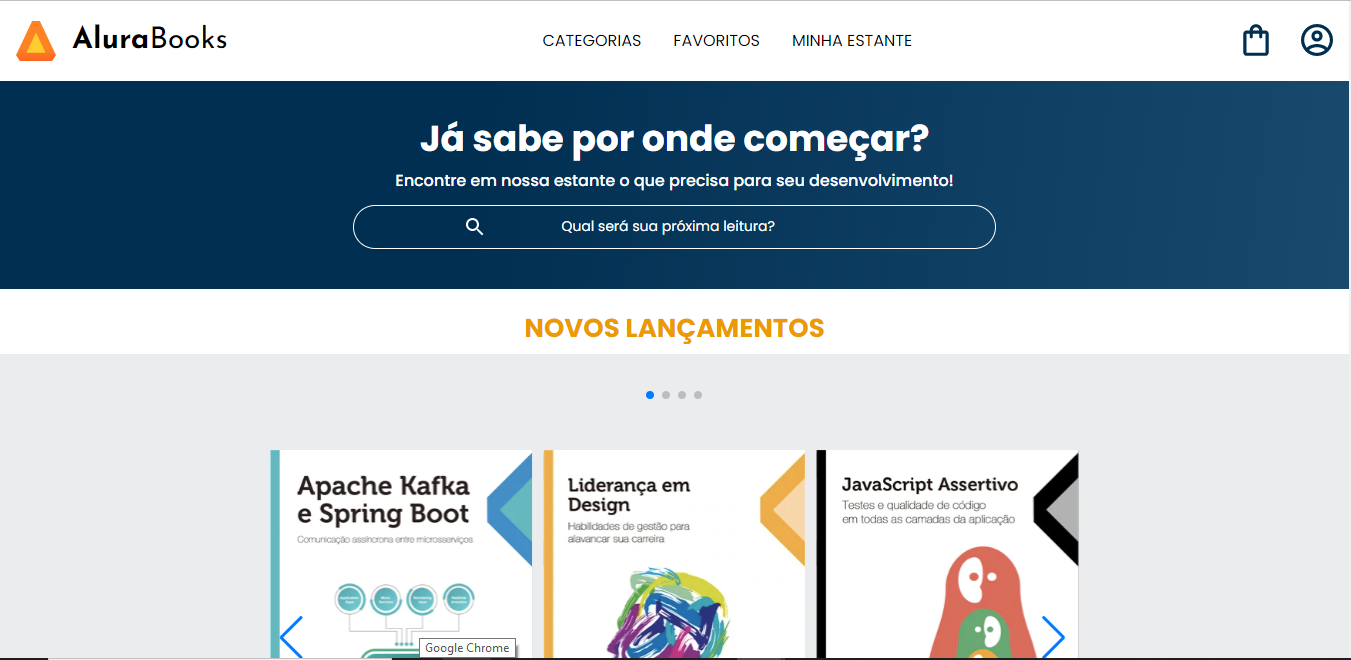 AluraBooks
CATEGORIAS
FAVORITOS
MINHA ESTANTE
Já sabe por onde começar?
Encontre em nossa estante o que precisa para seu desenvolvimento!
Qual será sua próxima leitura?
NOVOS LANÇAMENTOS
Apache Kafka
e Spring Boot
Comunicação assíncrona entre microsserviços
Liderança em
Design
Habilidades de gestão para
alavancar sua carreira
JavaScript Assertivo
Testes e qualidade de código
em todas as camadas da aplicação
Google Chrome